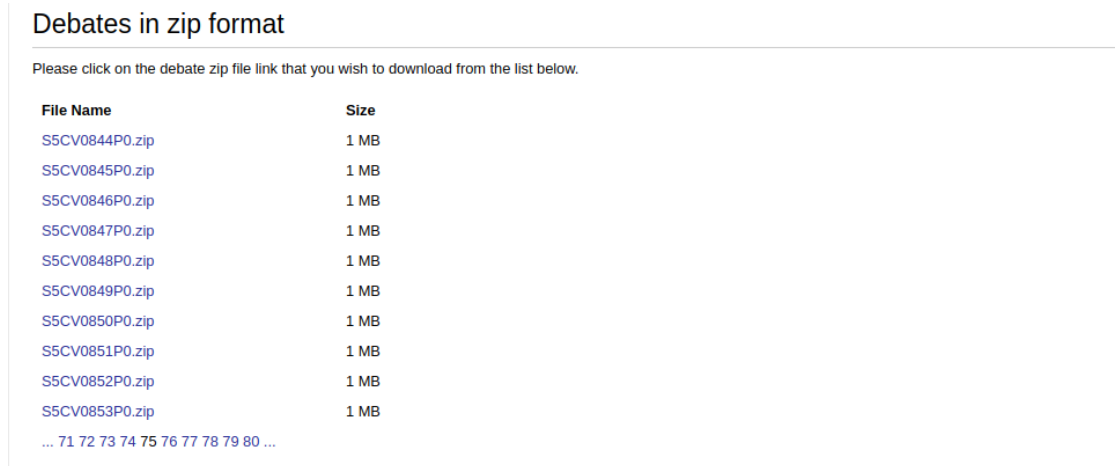 Debates in zip format
Please click on the debate zip file link that you wish to download from the list below.
File Name Size
S5CV0844P0.zip 1 MB
S5CV0845P0.zip 1 MB
S5CV0846P0.zip 1 MB
S5CV0847P0.zip 1 MB
S5CV0848P0.zip 1 MB
S5CV0849P0.zip 1 MB
S5CV0850P0.zip 1 MB
S5CV0851P0.zip 1 MB
S5CV0852P0.zip 1 MB
S5CV0853P0.zip 1 MB
... 71 72 73 74 75 76 77 78 79 80 ...